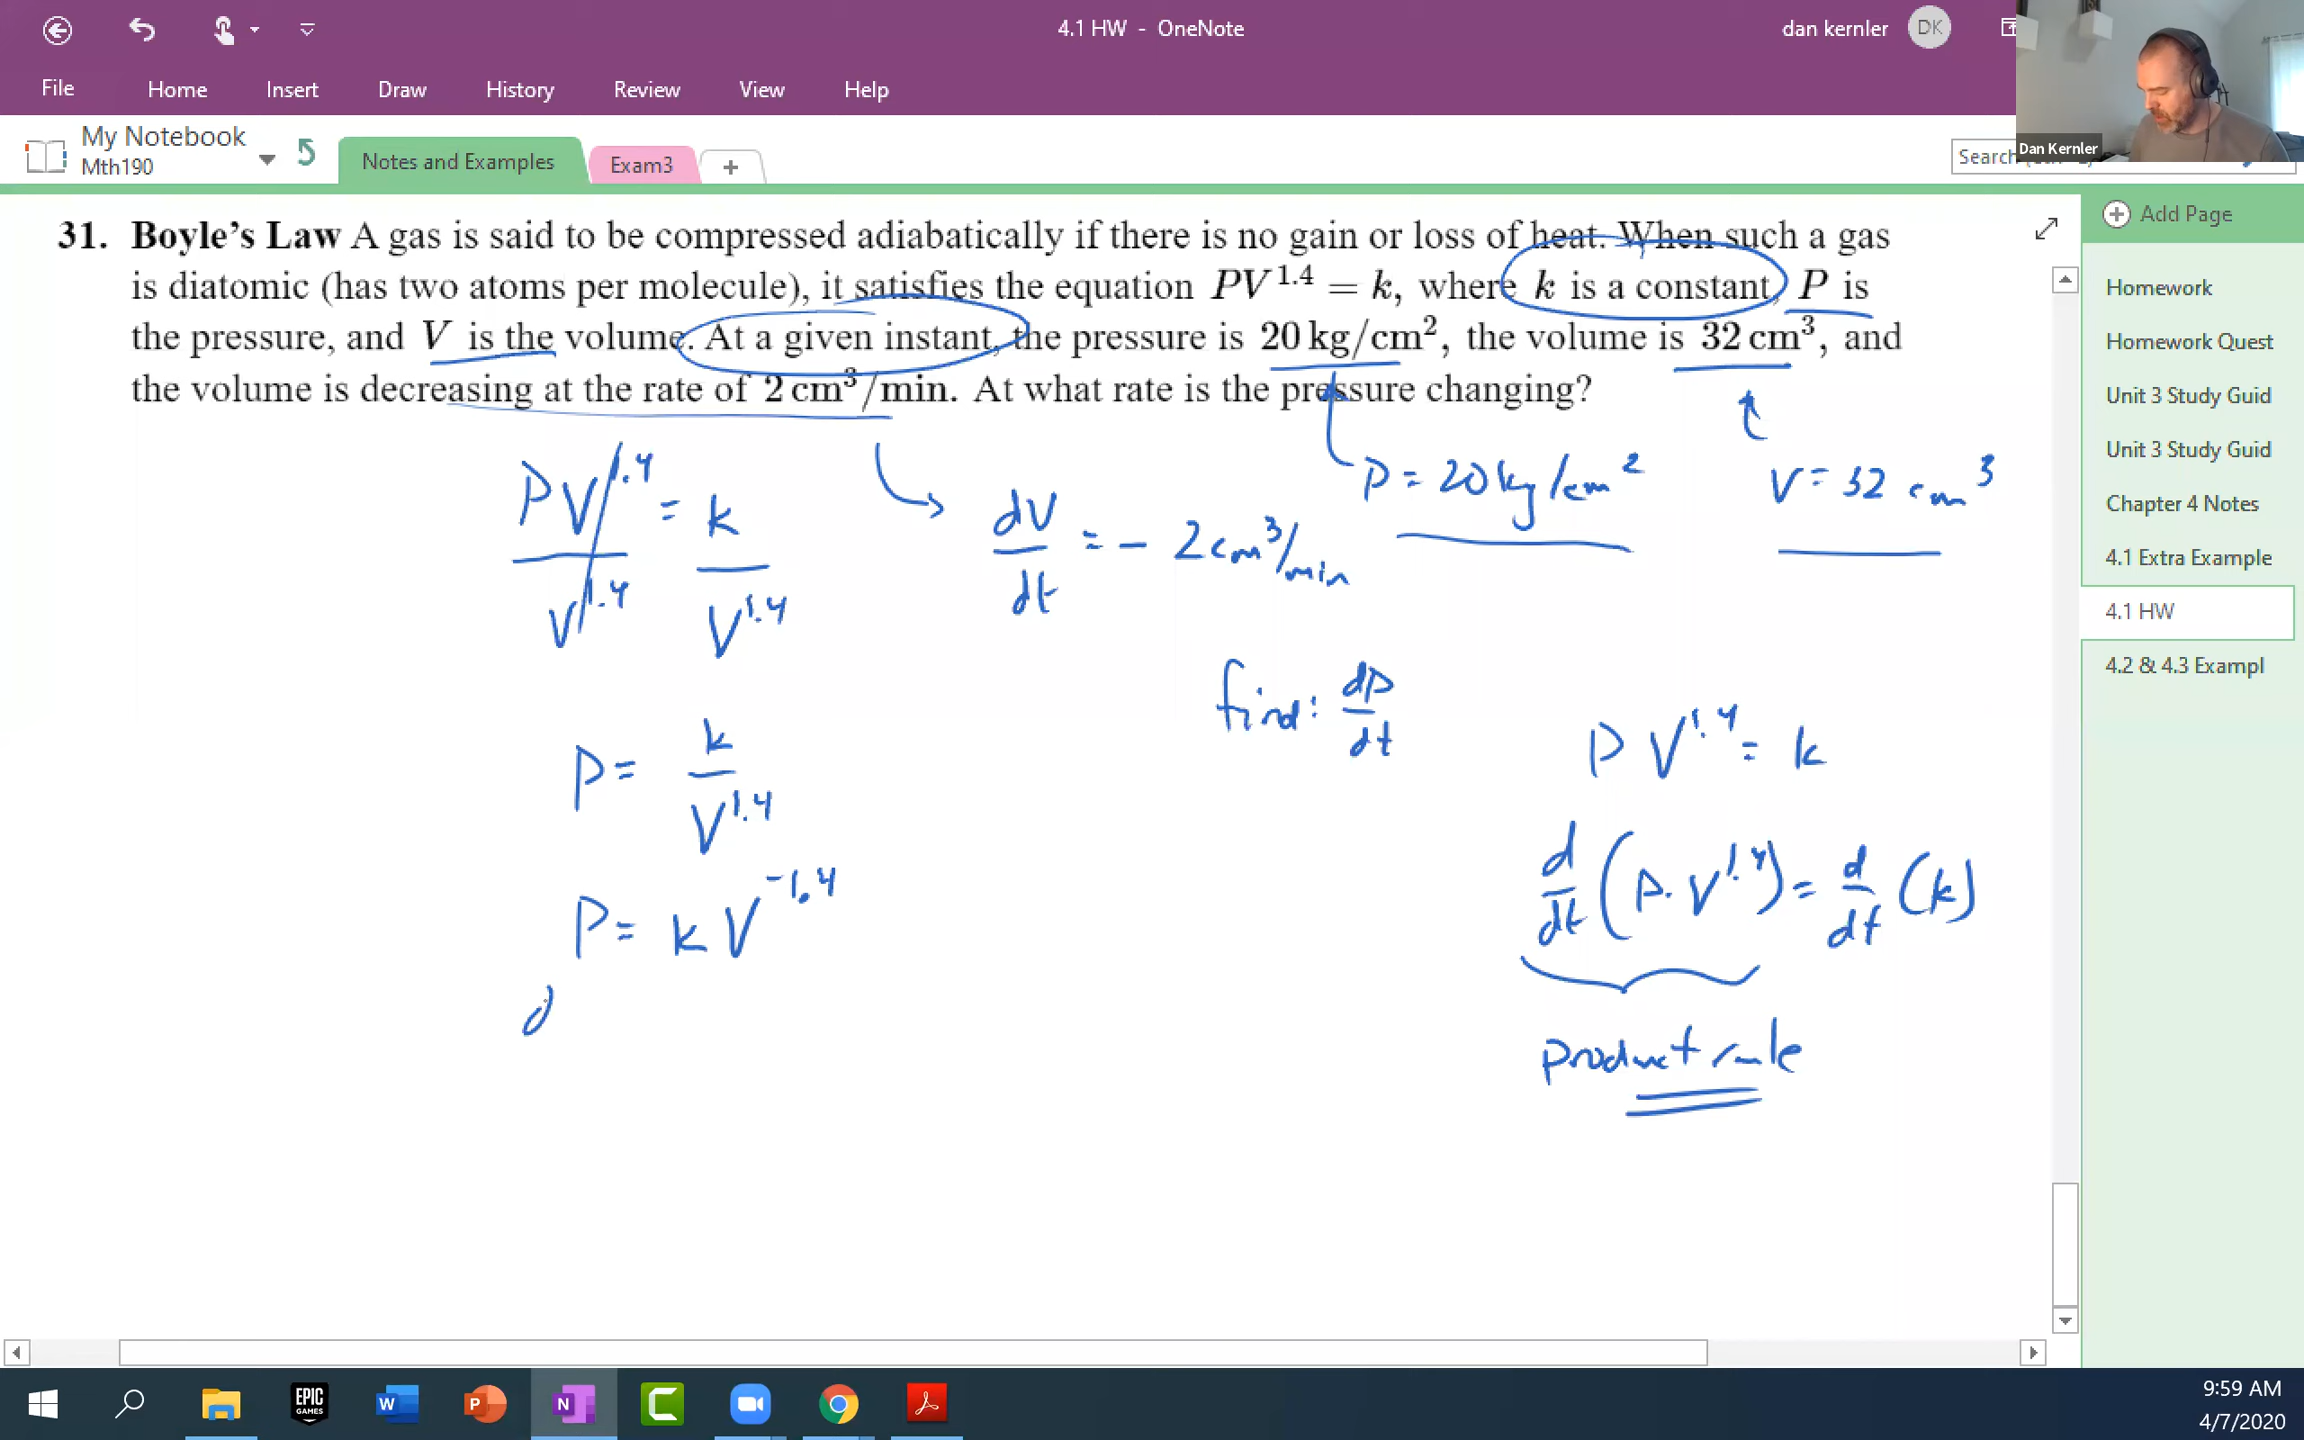 4.1 HW - OneNote
dan kernler
DK
File
Home
Insert
Draw
History
Review
View
Help
Dan Kernler
My Notebook
Mth190
Notes and Examples
Exam3
+
Search
Add Page
Homework
Homework Quest
Unit 3 Study Guid
Unit 3 Study Guid
Chapter 4 Notes
4.1 Extra Example
4.1 HW
4.2 & 4.3 Exampl
31. Boyle's Law A gas is said to be compressed adiabatically if there is no gain or loss of heat. When such a gas
is diatomic (has two atoms per molecule), it satisfies the equation PV^1.4 = k, where k is a constant, P is
the pressure, and V is the volume. At a given instant, the pressure is 20 kg/cm², the volume is 32 cm³, and
the volume is decreasing at the rate of 2 cm³/min. At what rate is the pressure changing?
PV^1.4 / V^1.4 = k / V^1.4
dV/dt = - 2 cm³/min
P = 20 kg/cm²
V = 32 cm³
find: dP/dt
P = k / V^1.4
P = k V^-1.4
d
P V^1.4 = k
d/dt (P · V^1.4) = d/dt (k)
product rule
EPIC
GAMES
W
P
N
9:59 AM
4/7/2020